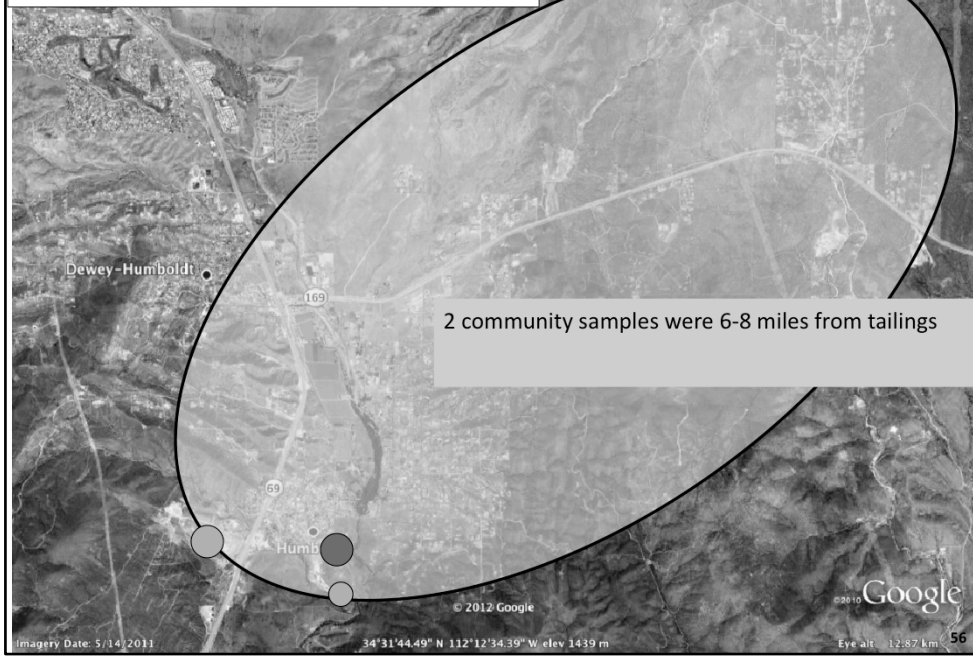 Dewey-Humboldt
169
2 community samples were 6-8 miles from tailings
69
Humb
© 2012 Google
©2010 Google
Imagery Date: 5/14/2011
34°31'44.49" N 112°12'34.39" W elev 1439 m
Eye alt 12.87 km
56